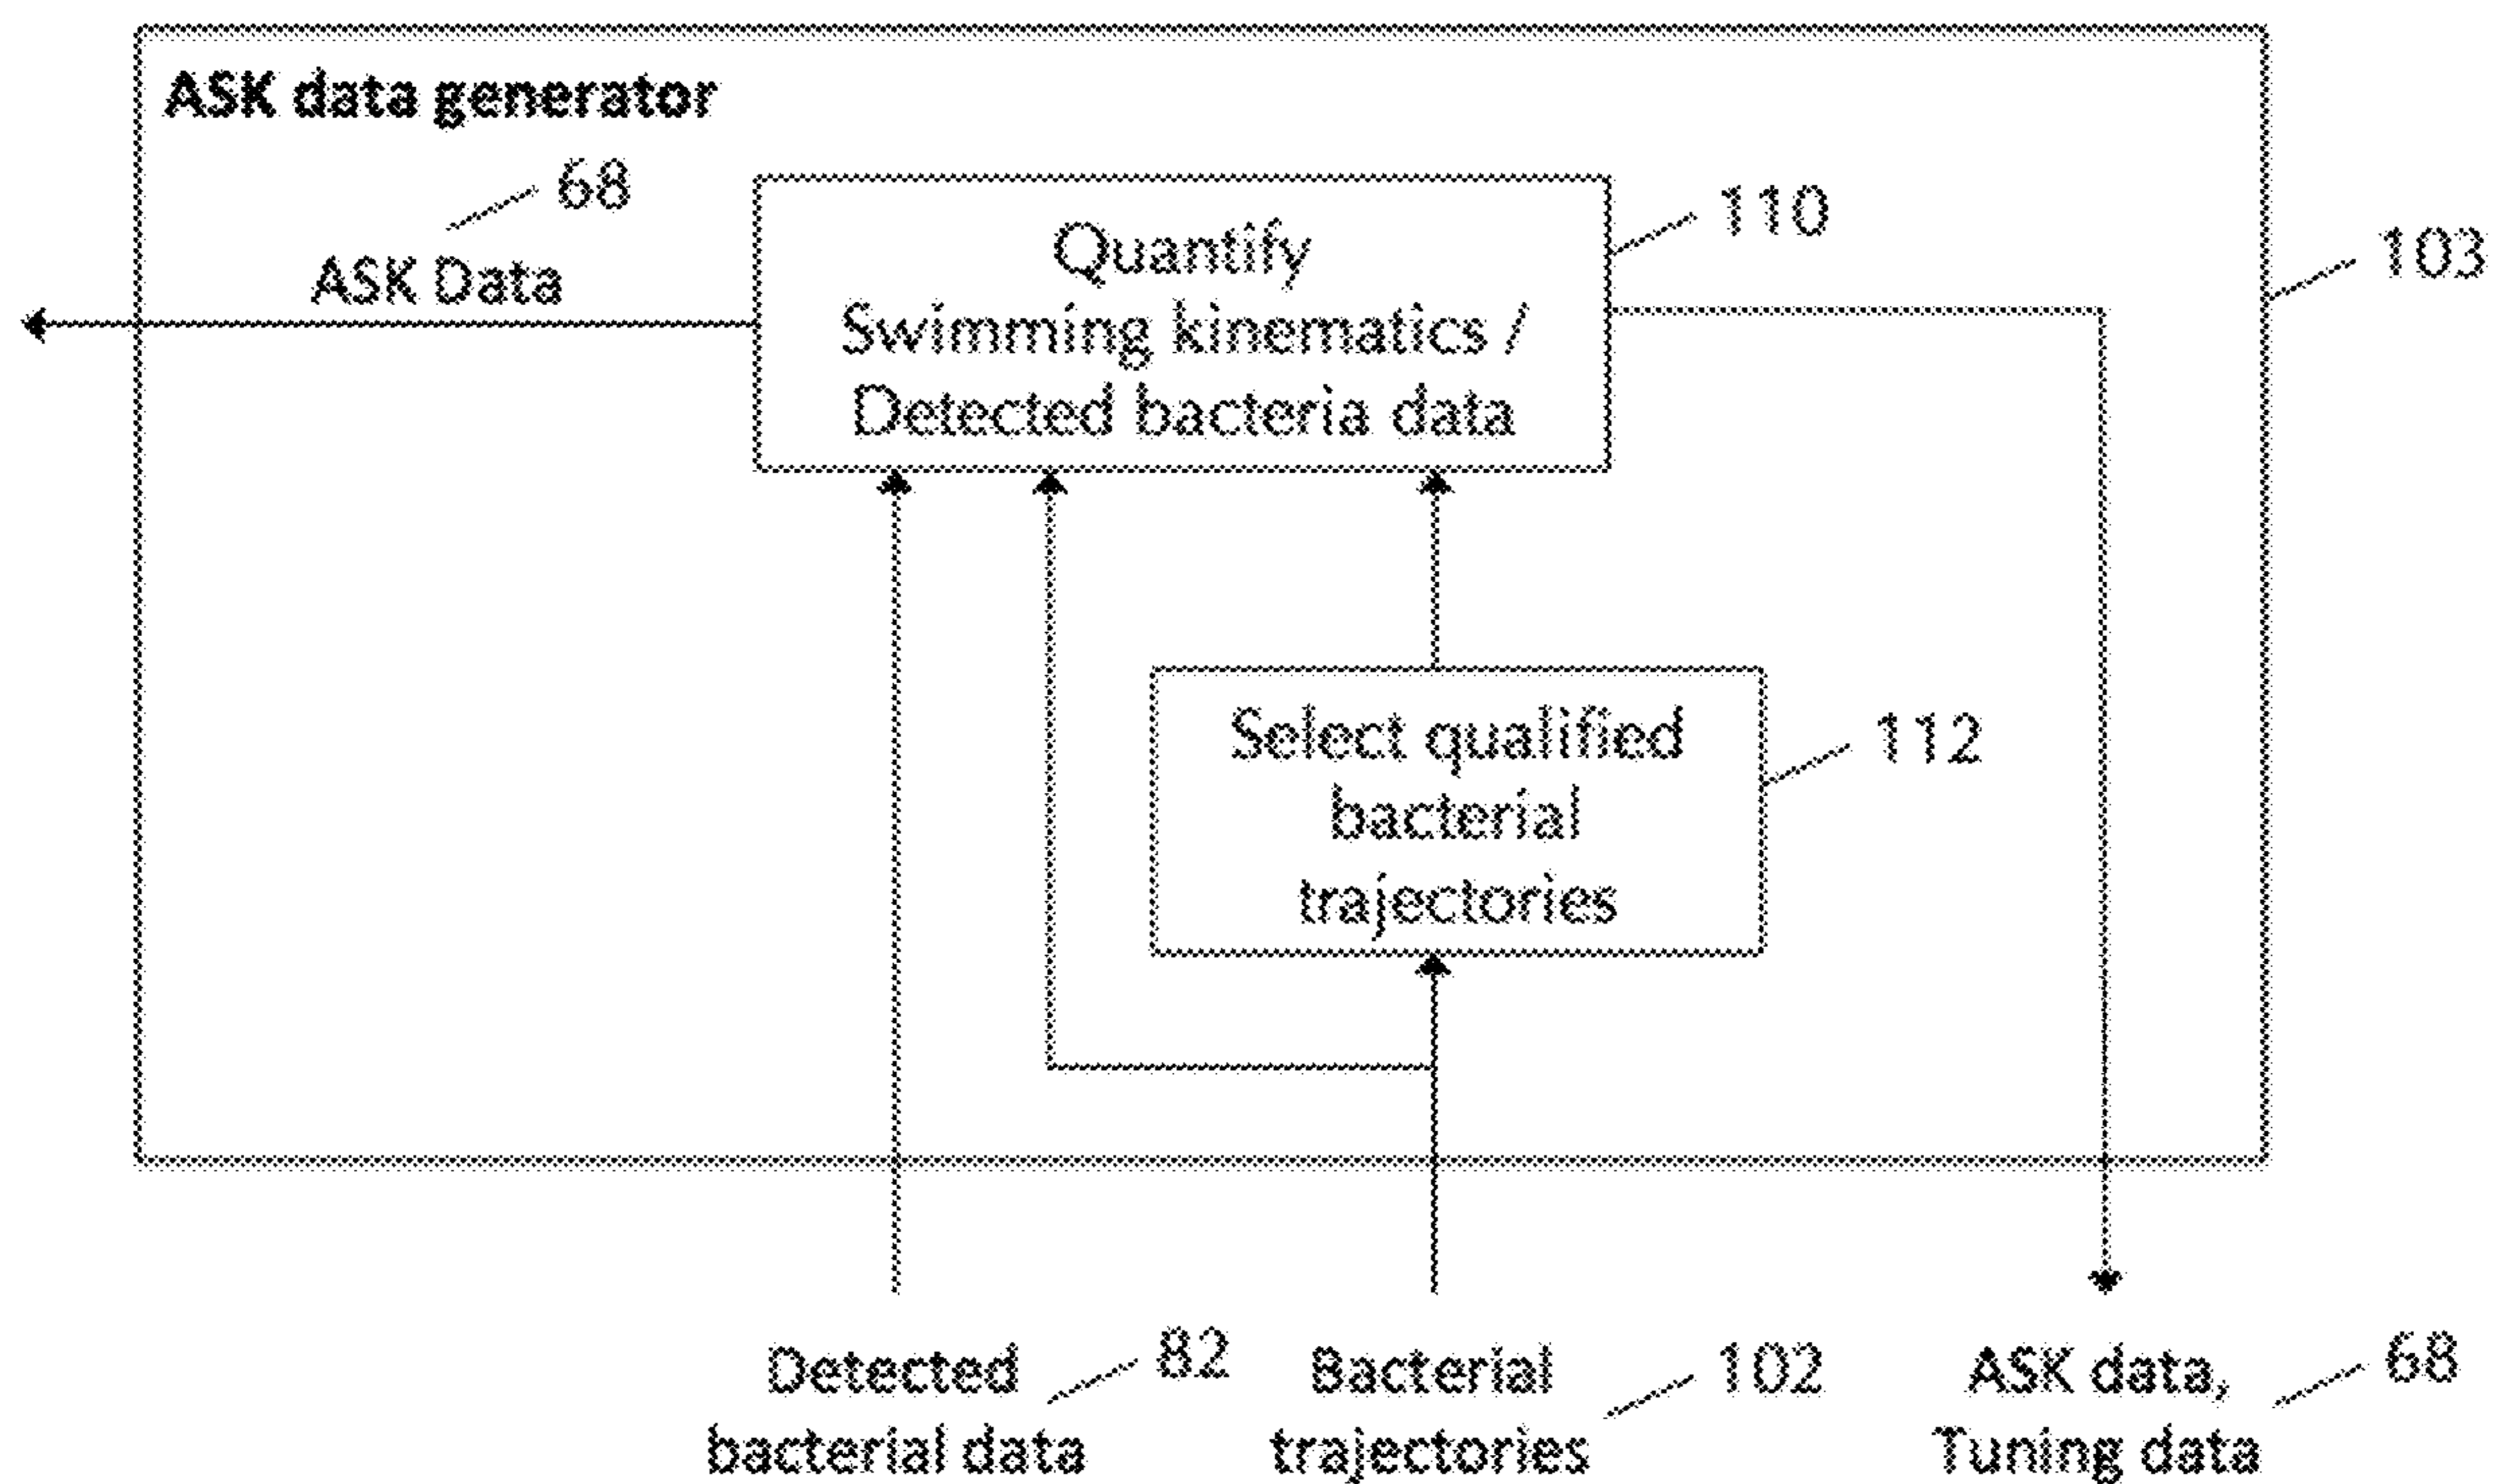 ASK data generator
68
ASK Data
Quantify
Swimming kinematics /
Detected bacteria data
110
103
Select qualified
bacterial
trajectories
112
Detected
bacterial data
82
Bacterial
trajectories
102
ASK data,
Tuning data
68